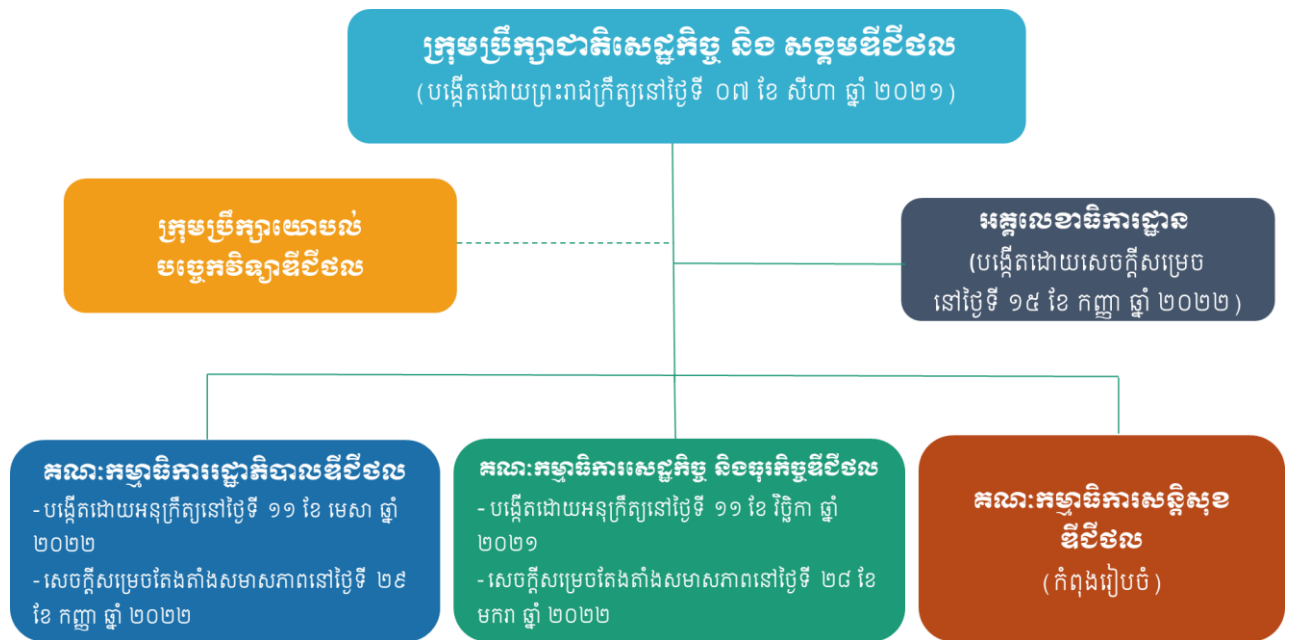 ក្រុមប្រឹក្សាជាតិសេដ្ឋកិច្ច និង សង្គមឌីជីថល
(បង្កើតដោយព្រះរាជក្រឹត្យនៅថ្ងៃទី ០៧ ខែ សីហា ឆ្នាំ ២០២១)
ក្រុមប្រឹក្សាយោបល់
បច្ចេកវិទ្យាឌីជីថល
អគ្គលេខាធិការដ្ឋាន
(បង្កើតដោយសេចក្តីសម្រេច
នៅថ្ងៃទី ១៥ ខែ កញ្ញា ឆ្នាំ ២០២២)
គណៈកម្មាធិការរដ្ឋាភិបាលឌីជីថល
- បង្កើតដោយអនុក្រឹត្យនៅថ្ងៃទី ១១ ខែ មេសា ឆ្នាំ
២០២២
- សេចក្តីសម្រេចតែងតាំងសមាសភាពនៅថ្ងៃទី ២៩
ខែ កញ្ញា ឆ្នាំ ២០២២
គណៈកម្មាធិការសេដ្ឋកិច្ច និងធុរកិច្ចឌីជីថល
- បង្កើតដោយអនុក្រឹត្យនៅថ្ងៃទី ១១ ខែ វិច្ឆិកា ឆ្នាំ
២០២១
- សេចក្តីសម្រេចតែងតាំងសមាសភាពនៅថ្ងៃទី ២៨ ខែ
មករា ឆ្នាំ ២០២២
គណៈកម្មាធិការសន្តិសុខ
ឌីជីថល
(កំពុងរៀបចំ)